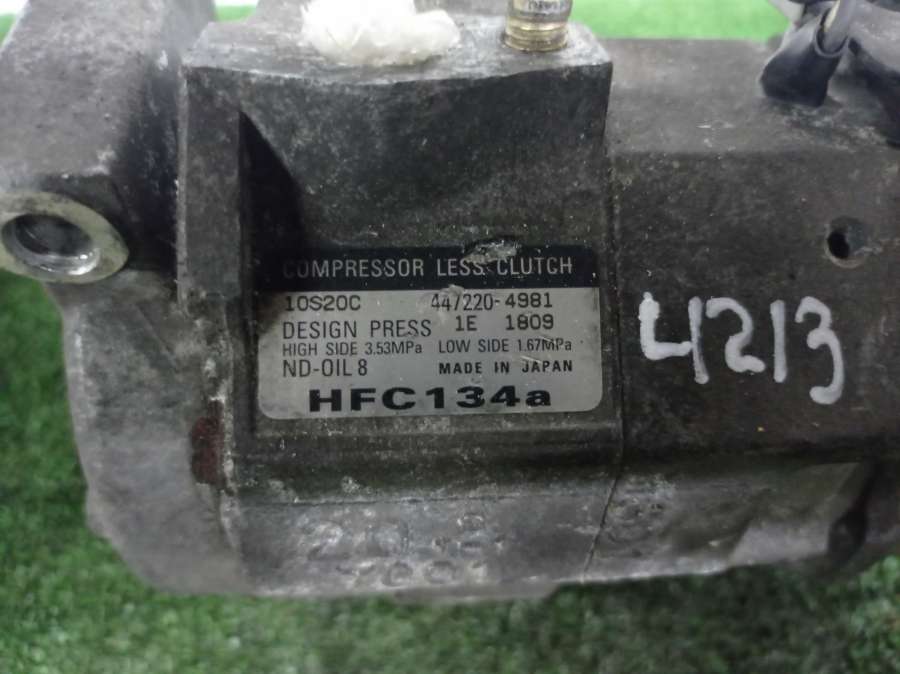 COMPRESSOR LESS CLUTCH
10S20C 447220-4981
DESIGN PRESS 1E 1809
HIGH SIDE 3.53MPa LOW SIDE 1.67MPa
ND-OIL 8 MADE IN JAPAN
HFC134a
4213